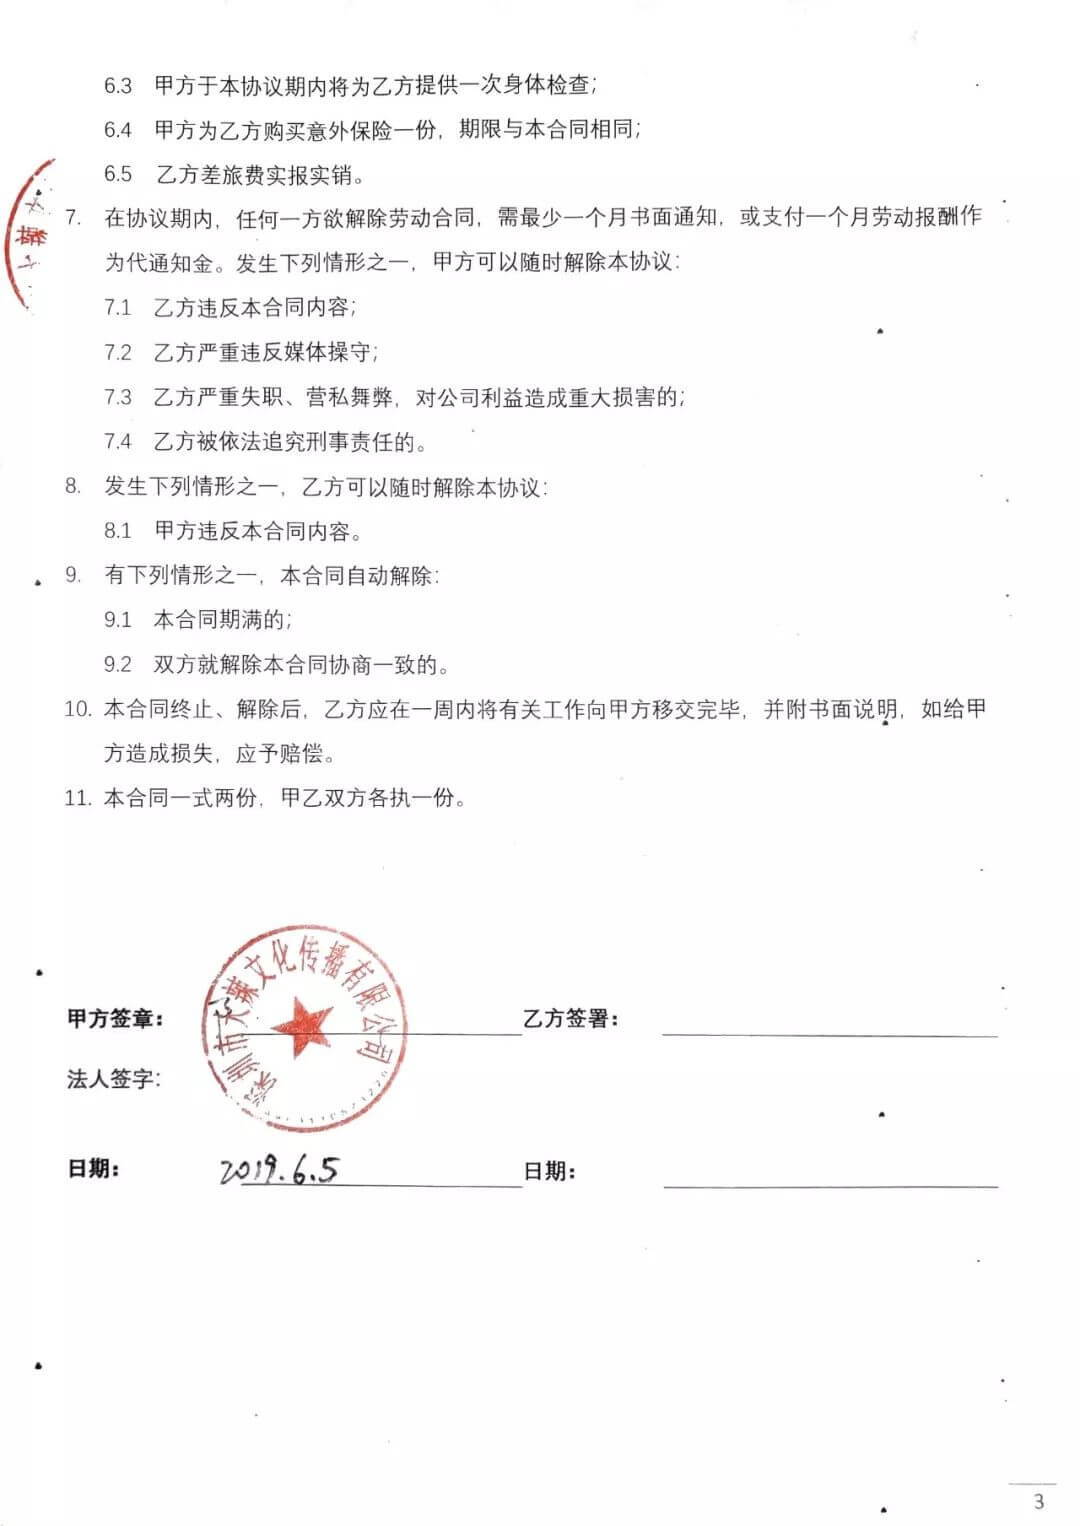 6.3 甲方于本协议期内将为乙方提供一次身体检查；
6.4 甲方为乙方购买意外保险一份，期限与本合同相同；
6.5 乙方差旅费实报实销。
7. 在协议期内，任何一方欲解除劳动合同，需最少一个月书面通知，或支付一个月劳动报酬作
为代通知金。发生下列情形之一，甲方可以随时解除本协议：
7.1 乙方违反本合同内容；
7.2 乙方严重违反媒体操守；
7.3 乙方严重失职、营私舞弊，对公司利益造成重大损害的；
7.4 乙方被依法追究刑事责任的。
8. 发生下列情形之一，乙方可以随时解除本协议：
8.1 甲方违反本合同内容。
9. 有下列情形之一，本合同自动解除：
9.1 本合同期满的；
9.2 双方就解除本合同协商一致的。
10. 本合同终止、解除后，乙方应在一周内将有关工作向甲方移交完毕，并附书面说明，如给甲
方造成损失，应予赔偿。
11. 本合同一式两份，甲乙双方各执一份。
深圳市天巢文化传播有限公司
甲方签章：
乙方签署：
法人签字：
日期：
2019.6.5
日期：
3